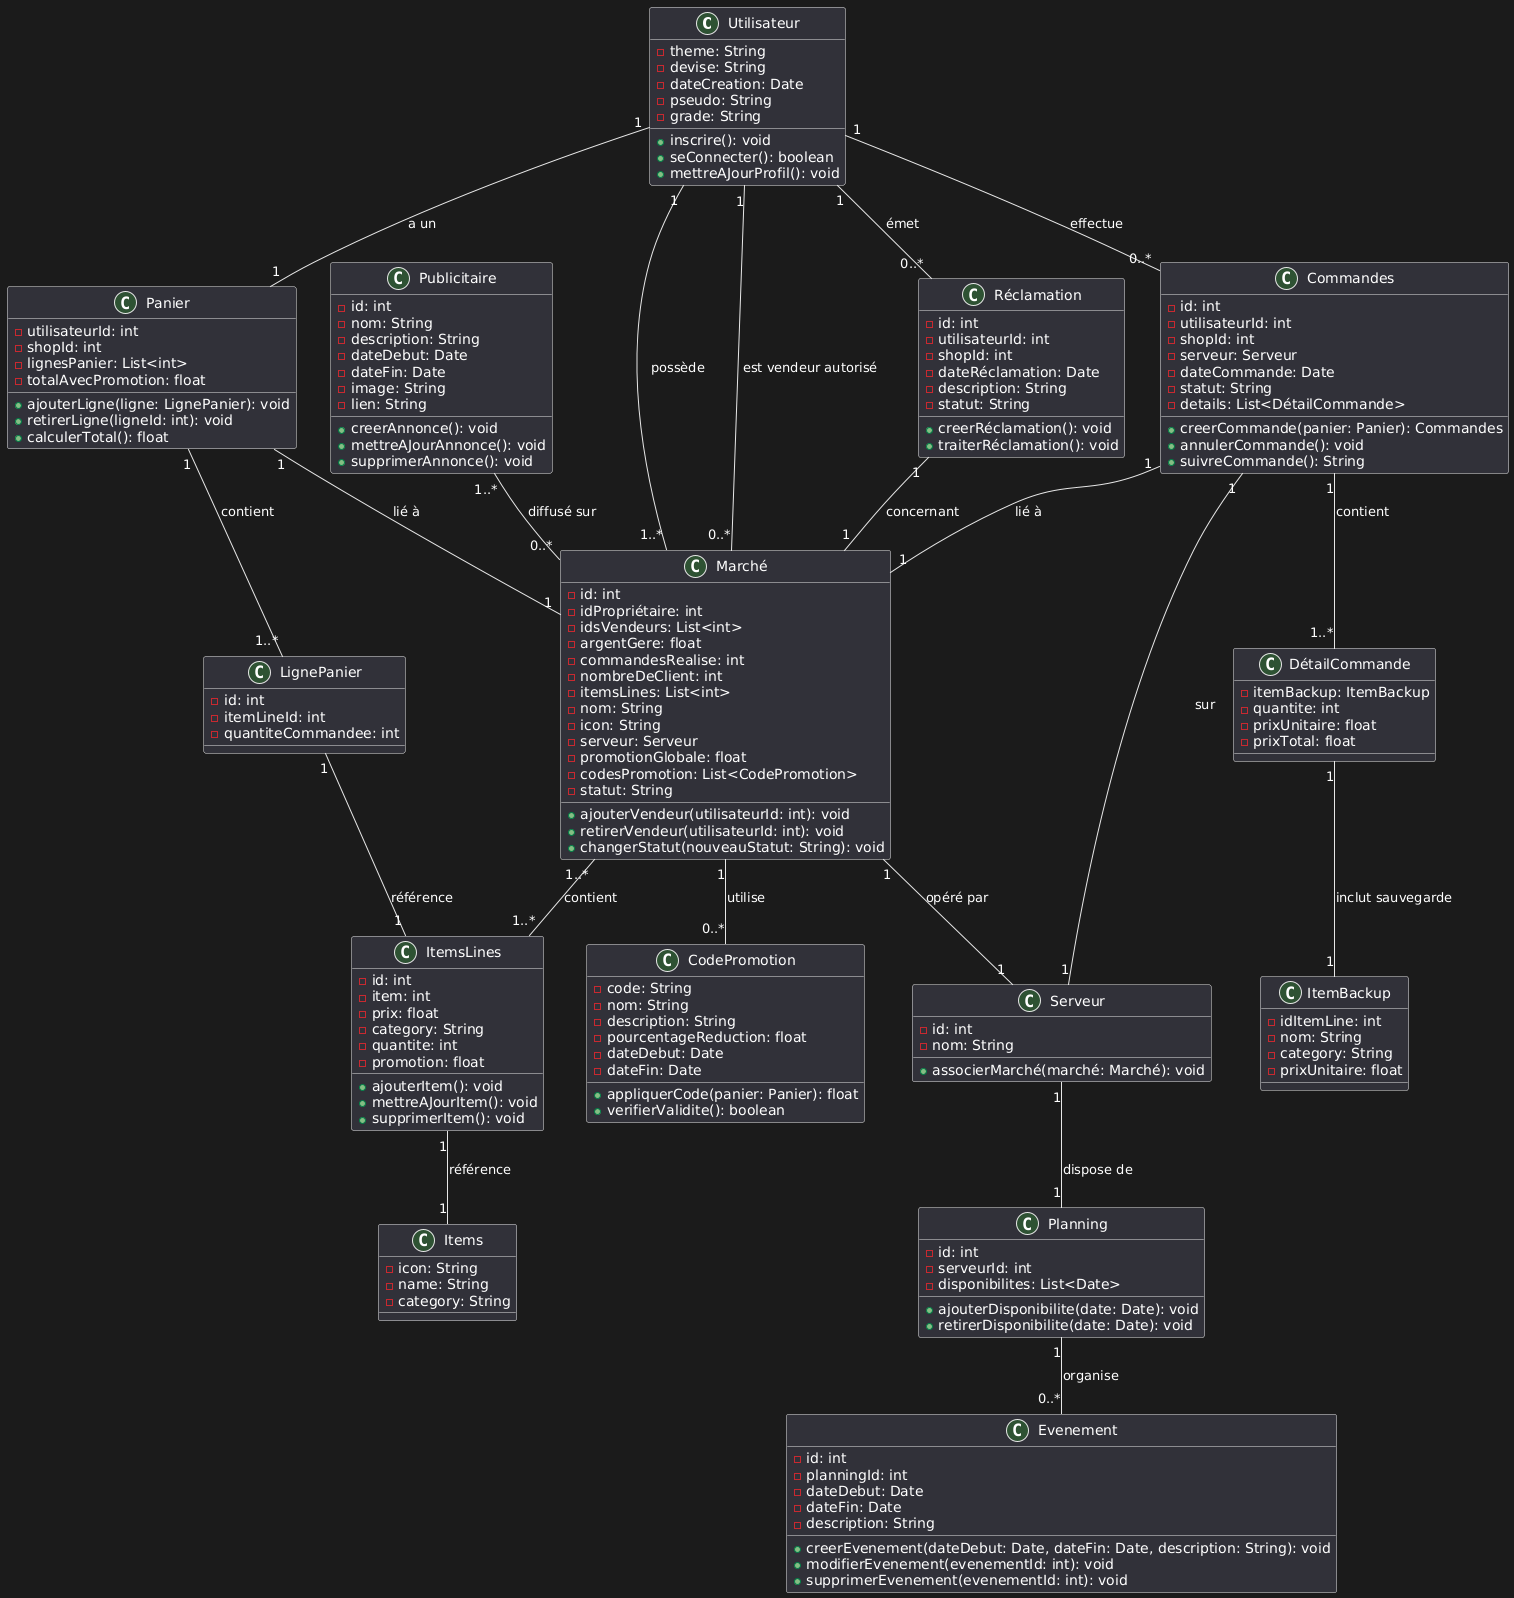 C Utilisateur
theme: String
devise: String
dateCreation: Date
pseudo: String
grade: String
inscrire(): void
seConnecter(): boolean
mettreAJourProfil(): void
1
1
1
1
1
a un
possède
est vendeur autorisé
émet
effectue
1
1..*
0..*
0..*
0..*
C Panier
utilisateurId: int
shopId: int
lignesPanier: List<int>
totalAvecPromotion: float
ajouterLigne(ligne: LignePanier): void
retirerLigne(ligneId: int): void
calculerTotal(): float
C Publicitaire
id: int
nom: String
description: String
dateDebut: Date
dateFin: Date
image: String
lien: String
creerAnnonce(): void
mettreAJourAnnonce(): void
supprimerAnnonce(): void
C Réclamation
id: int
utilisateurId: int
shopId: int
dateRéclamation: Date
description: String
statut: String
creerRéclamation(): void
traiterRéclamation(): void
C Commandes
id: int
utilisateurId: int
shopId: int
serveur: Serveur
dateCommande: Date
statut: String
details: List<DétailCommande>
creerCommande(panier: Panier): Commandes
annulerCommande(): void
suivreCommande(): String
1
contient
1..*
1
lié à
1
1..*
diffusé sur
0..*
1
concernant
1
1
lié à
1
1
sur
1
1
contient
1..*
C LignePanier
id: int
itemLineId: int
quantiteCommandee: int
C Marché
id: int
idPropriétaire: int
idsVendeurs: List<int>
argentGere: float
commandesRealise: int
nombreDeClient: int
itemsLines: List<int>
nom: String
icon: String
serveur: Serveur
promotionGlobale: float
codesPromotion: List<CodePromotion>
statut: String
ajouterVendeur(utilisateurId: int): void
retirerVendeur(utilisateurId: int): void
changerStatut(nouveauStatut: String): void
C DétailCommande
itemBackup: ItemBackup
quantite: int
prixUnitaire: float
prixTotal: float
1
référence
1
1..*
contient
1..*
1
utilise
0..*
1
opéré par
1
1
inclut sauvegarde
1
C ItemsLines
id: int
item: int
prix: float
category: String
quantite: int
promotion: float
ajouterItem(): void
mettreAJourItem(): void
supprimerItem(): void
C CodePromotion
code: String
nom: String
description: String
pourcentageReduction: float
dateDebut: Date
dateFin: Date
appliquerCode(panier: Panier): float
verifierValidite(): boolean
C Serveur
id: int
nom: String
associerMarché(marché: Marché): void
C ItemBackup
idItemLine: int
nom: String
category: String
prixUnitaire: float
1
référence
1
1
dispose de
1
C Items
icon: String
name: String
category: String
C Planning
id: int
serveurId: int
disponibilites: List<Date>
ajouterDisponibilite(date: Date): void
retirerDisponibilite(date: Date): void
1
organise
0..*
C Evenement
id: int
planningId: int
dateDebut: Date
dateFin: Date
description: String
creerEvenement(dateDebut: Date, dateFin: Date, description: String): void
modifierEvenement(evenementId: int): void
supprimerEvenement(evenementId: int): void